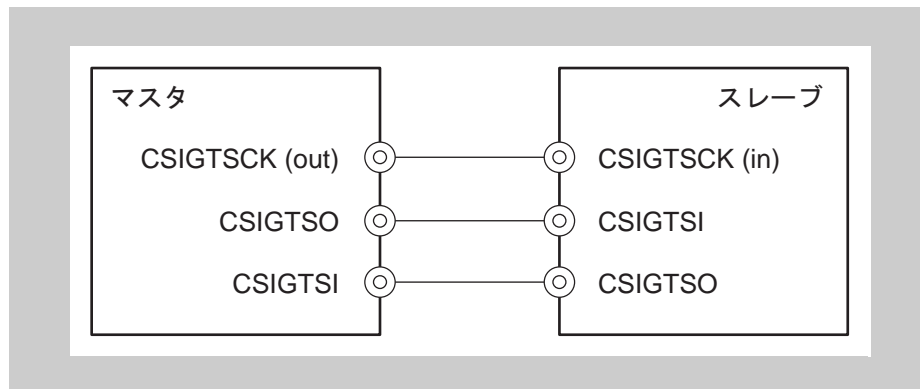 マスタ
スレーブ
CSIGTSCK (out)
CSIGTSCK (in)
CSIGTSO
CSIGTSI
CSIGTSI
CSIGTSO